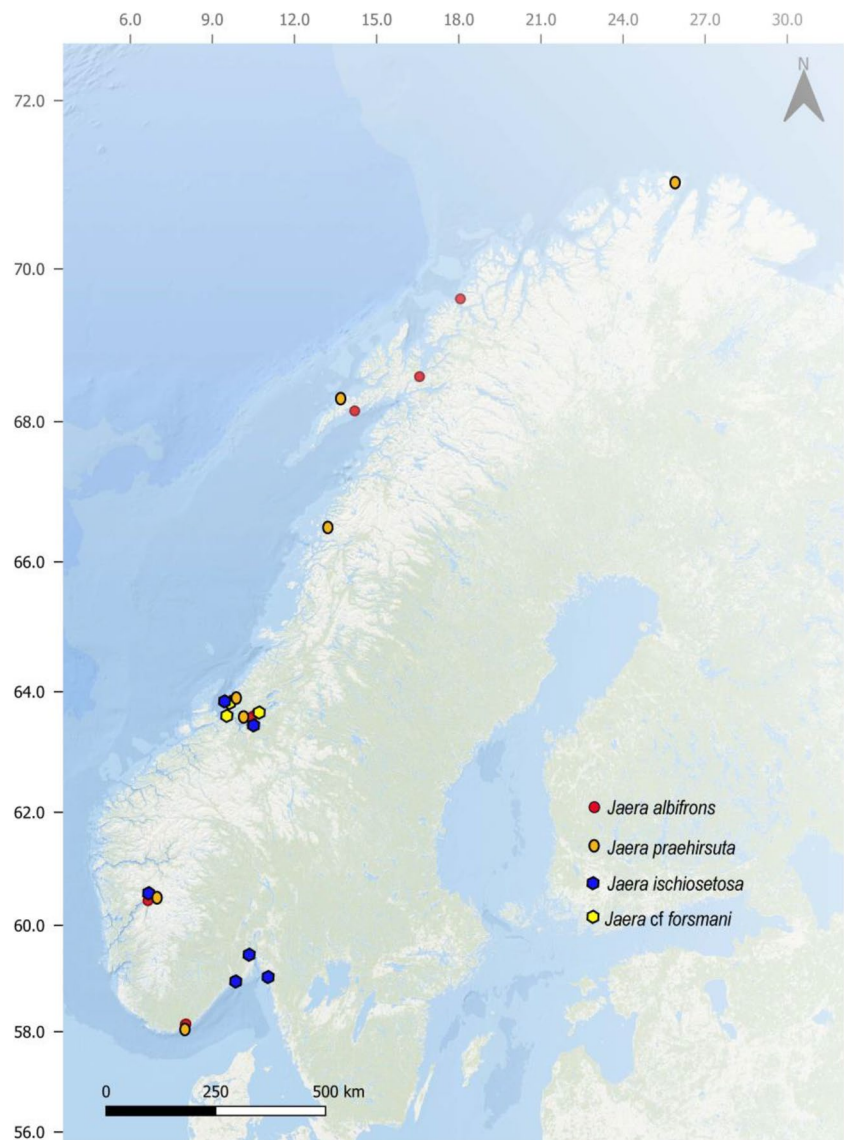 6.0 9.0 12.0 15.0 18.0 21.0 24.0 27.0 30.0
N
72.0
70.0
68.0
66.0
64.0
62.0
Jaera albifrons
Jaera praehirsuta
Jaera ischiosetosa
Jaera cf forsmani
60.0
58.0
0 250 500 km
56.0